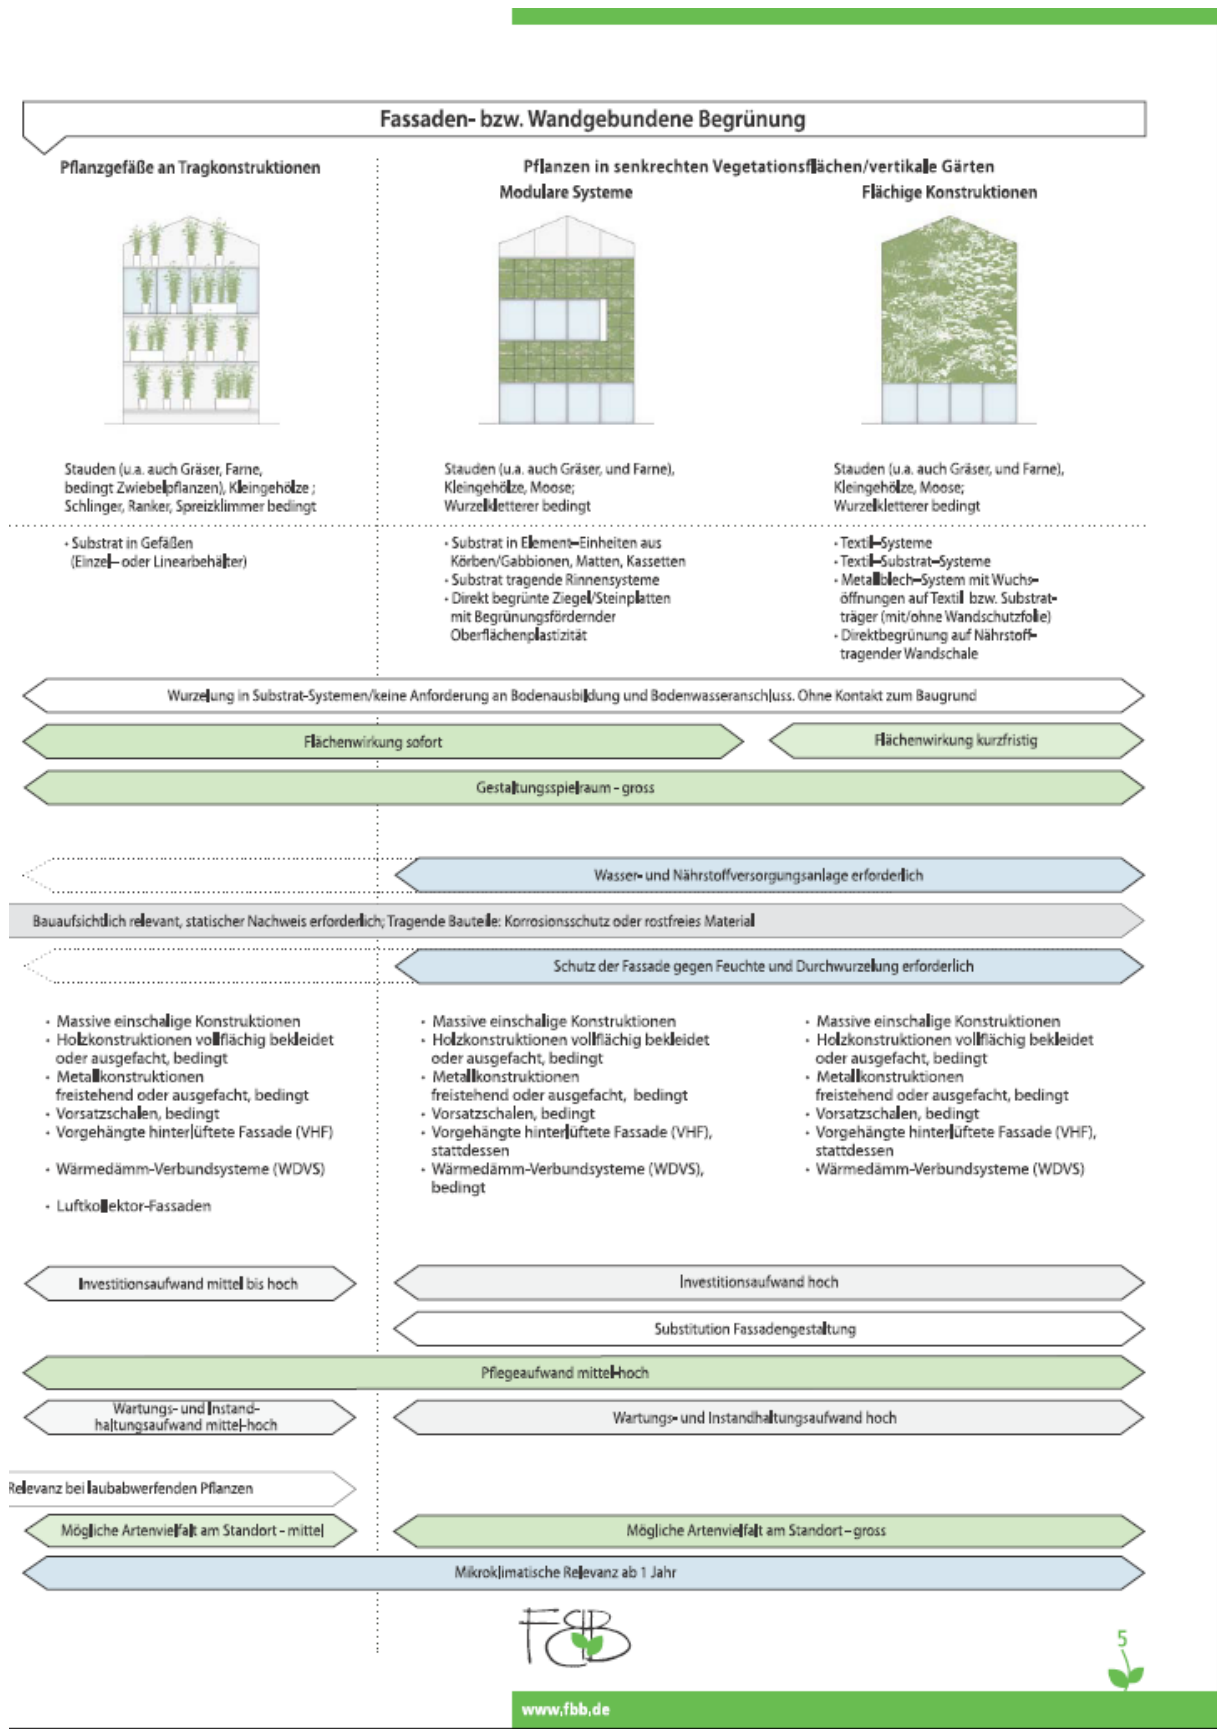 Fassaden- bzw. Wandgebundene Begrünung
Pflanzgefäße an Tragkonstruktionen
Pflanzen in senkrechten Vegetationsflächen/vertikale Gärten
Modulare Systeme
Flächige Konstruktionen
Stauden (u.a. auch Gräser, Farne,
bedingt Zwiebelpflanzen), Kleingehölze ;
Schlinger, Ranker, Spreizklimmer bedingt
Stauden (u.a. auch Gräser, und Farne),
Kleingehölze, Moose;
Wurzelkletterer bedingt
Stauden (u.a. auch Gräser, und Farne),
Kleingehölze, Moose;
Wurzelkletterer bedingt
• Substrat in Gefäßen
(Einzel– oder Linearbehälter)
• Substrat in Element–Einheiten aus
Körben/Gabbionen, Matten, Kassetten
• Substrat tragende Rinnensysteme
• Direkt begrünte Ziegel/Steinplatten
mit Begrünungsfördernder
Oberflächenplastizität
• Textil–Systeme
• Textil–Substrat–Systeme
• Metallblech–System mit Wuchs-
öffnungen auf Textil bzw. Substrat-
träger (mit/ohne Wandschutzfolie)
• Direktbegrünung auf Nährstoff-
tragender Wandschale
Wurzelung in Substrat-Systemen/keine Anforderung an Bodenausbildung und Bodenwasseranschluss. Ohne Kontakt zum Baugrund
Flächenwirkung sofort
Flächenwirkung kurzfristig
Gestaltungsspielraum - gross
Wasser- und Nährstoffversorgungsanlage erforderlich
Bauaufsichtlich relevant, statischer Nachweis erforderlich; Tragende Bauteile: Korrosionsschutz oder rostfreies Material
Schutz der Fassade gegen Feuchte und Durchwurzelung erforderlich
• Massive einschalige Konstruktionen
• Holzkonstruktionen vollflächig bekleidet
oder ausgefacht, bedingt
• Metallkonstruktionen
freistehend oder ausgefacht, bedingt
• Vorsatzschalen, bedingt
• Vorgehängte hinterlüftete Fassade (VHF)
• Wärmedämm-Verbundsysteme (WDVS)
• Luftkollektor-Fassaden
• Massive einschalige Konstruktionen
• Holzkonstruktionen vollflächig bekleidet
oder ausgefacht, bedingt
• Metallkonstruktionen
freistehend oder ausgefacht, bedingt
• Vorsatzschalen, bedingt
• Vorgehängte hinterlüftete Fassade (VHF),
stattdessen
• Wärmedämm-Verbundsysteme (WDVS),
bedingt
• Massive einschalige Konstruktionen
• Holzkonstruktionen vollflächig bekleidet
oder ausgefacht, bedingt
• Metallkonstruktionen
freistehend oder ausgefacht, bedingt
• Vorsatzschalen, bedingt
• Vorgehängte hinterlüftete Fassade (VHF),
stattdessen
• Wärmedämm-Verbundsysteme (WDVS)
Investitionsaufwand mittel bis hoch
Investitionsaufwand hoch
Substitution Fassadengestaltung
Pflegeaufwand mittel-hoch
Wartungs- und Instand-
haltungsaufwand mittel-hoch
Wartungs- und Instandhaltungsaufwand hoch
Relevanz bei laubabwerfenden Pflanzen
Mögliche Artenvielfalt am Standort - mittel
Mögliche Artenvielfalt am Standort – gross
Mikroklimatische Relevanz ab 1 Jahr
FBB
5
www.fbb.de